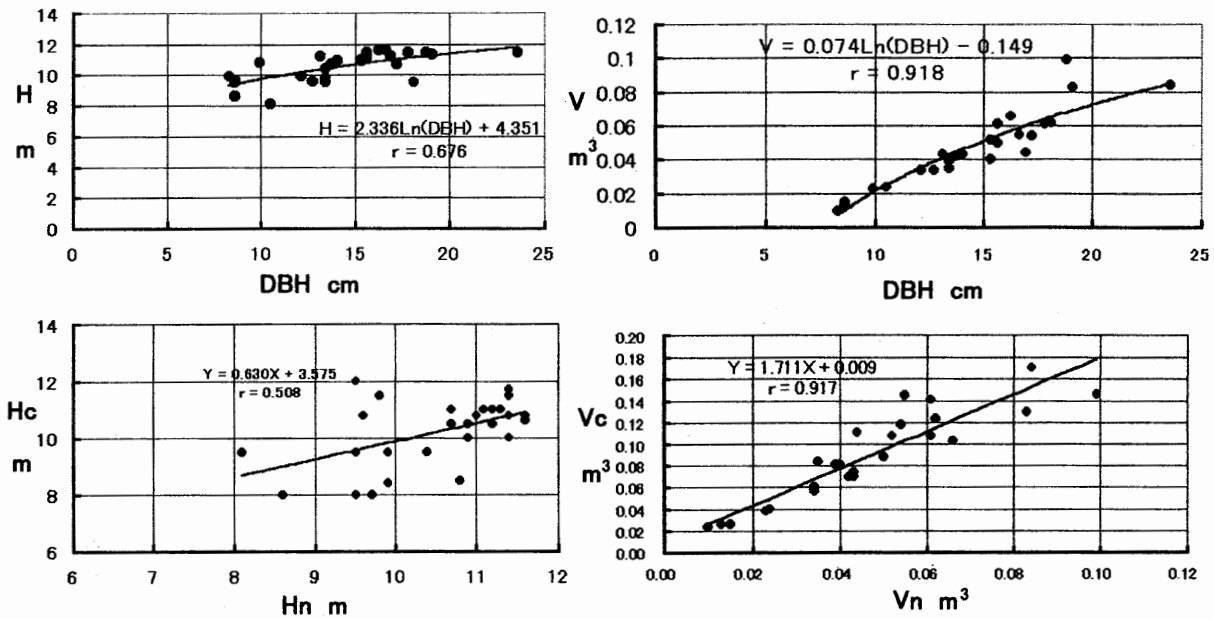 14
12
10
8
6
4
2
0
H
m
H = 2.336Ln(DBH) + 4.351
r = 0.676
0 5 10 15 20 25
DBH cm
0.12
0.1
0.08
0.06
0.04
0.02
0
V
m³
V = 0.074Ln(DBH) − 0.149
r = 0.918
0 5 10 15 20 25
DBH cm
14
12
10
8
6
Hc
m
Y = 0.630X + 3.575
r = 0.508
6 7 8 9 10 11 12
Hn m
0.20
0.18
0.16
0.14
0.12
0.10
0.08
0.06
0.04
0.02
0.00
Vc
m³
Y = 1.711X + 0.009
r = 0.917
0.00 0.02 0.04 0.06 0.08 0.10 0.12
Vn m³